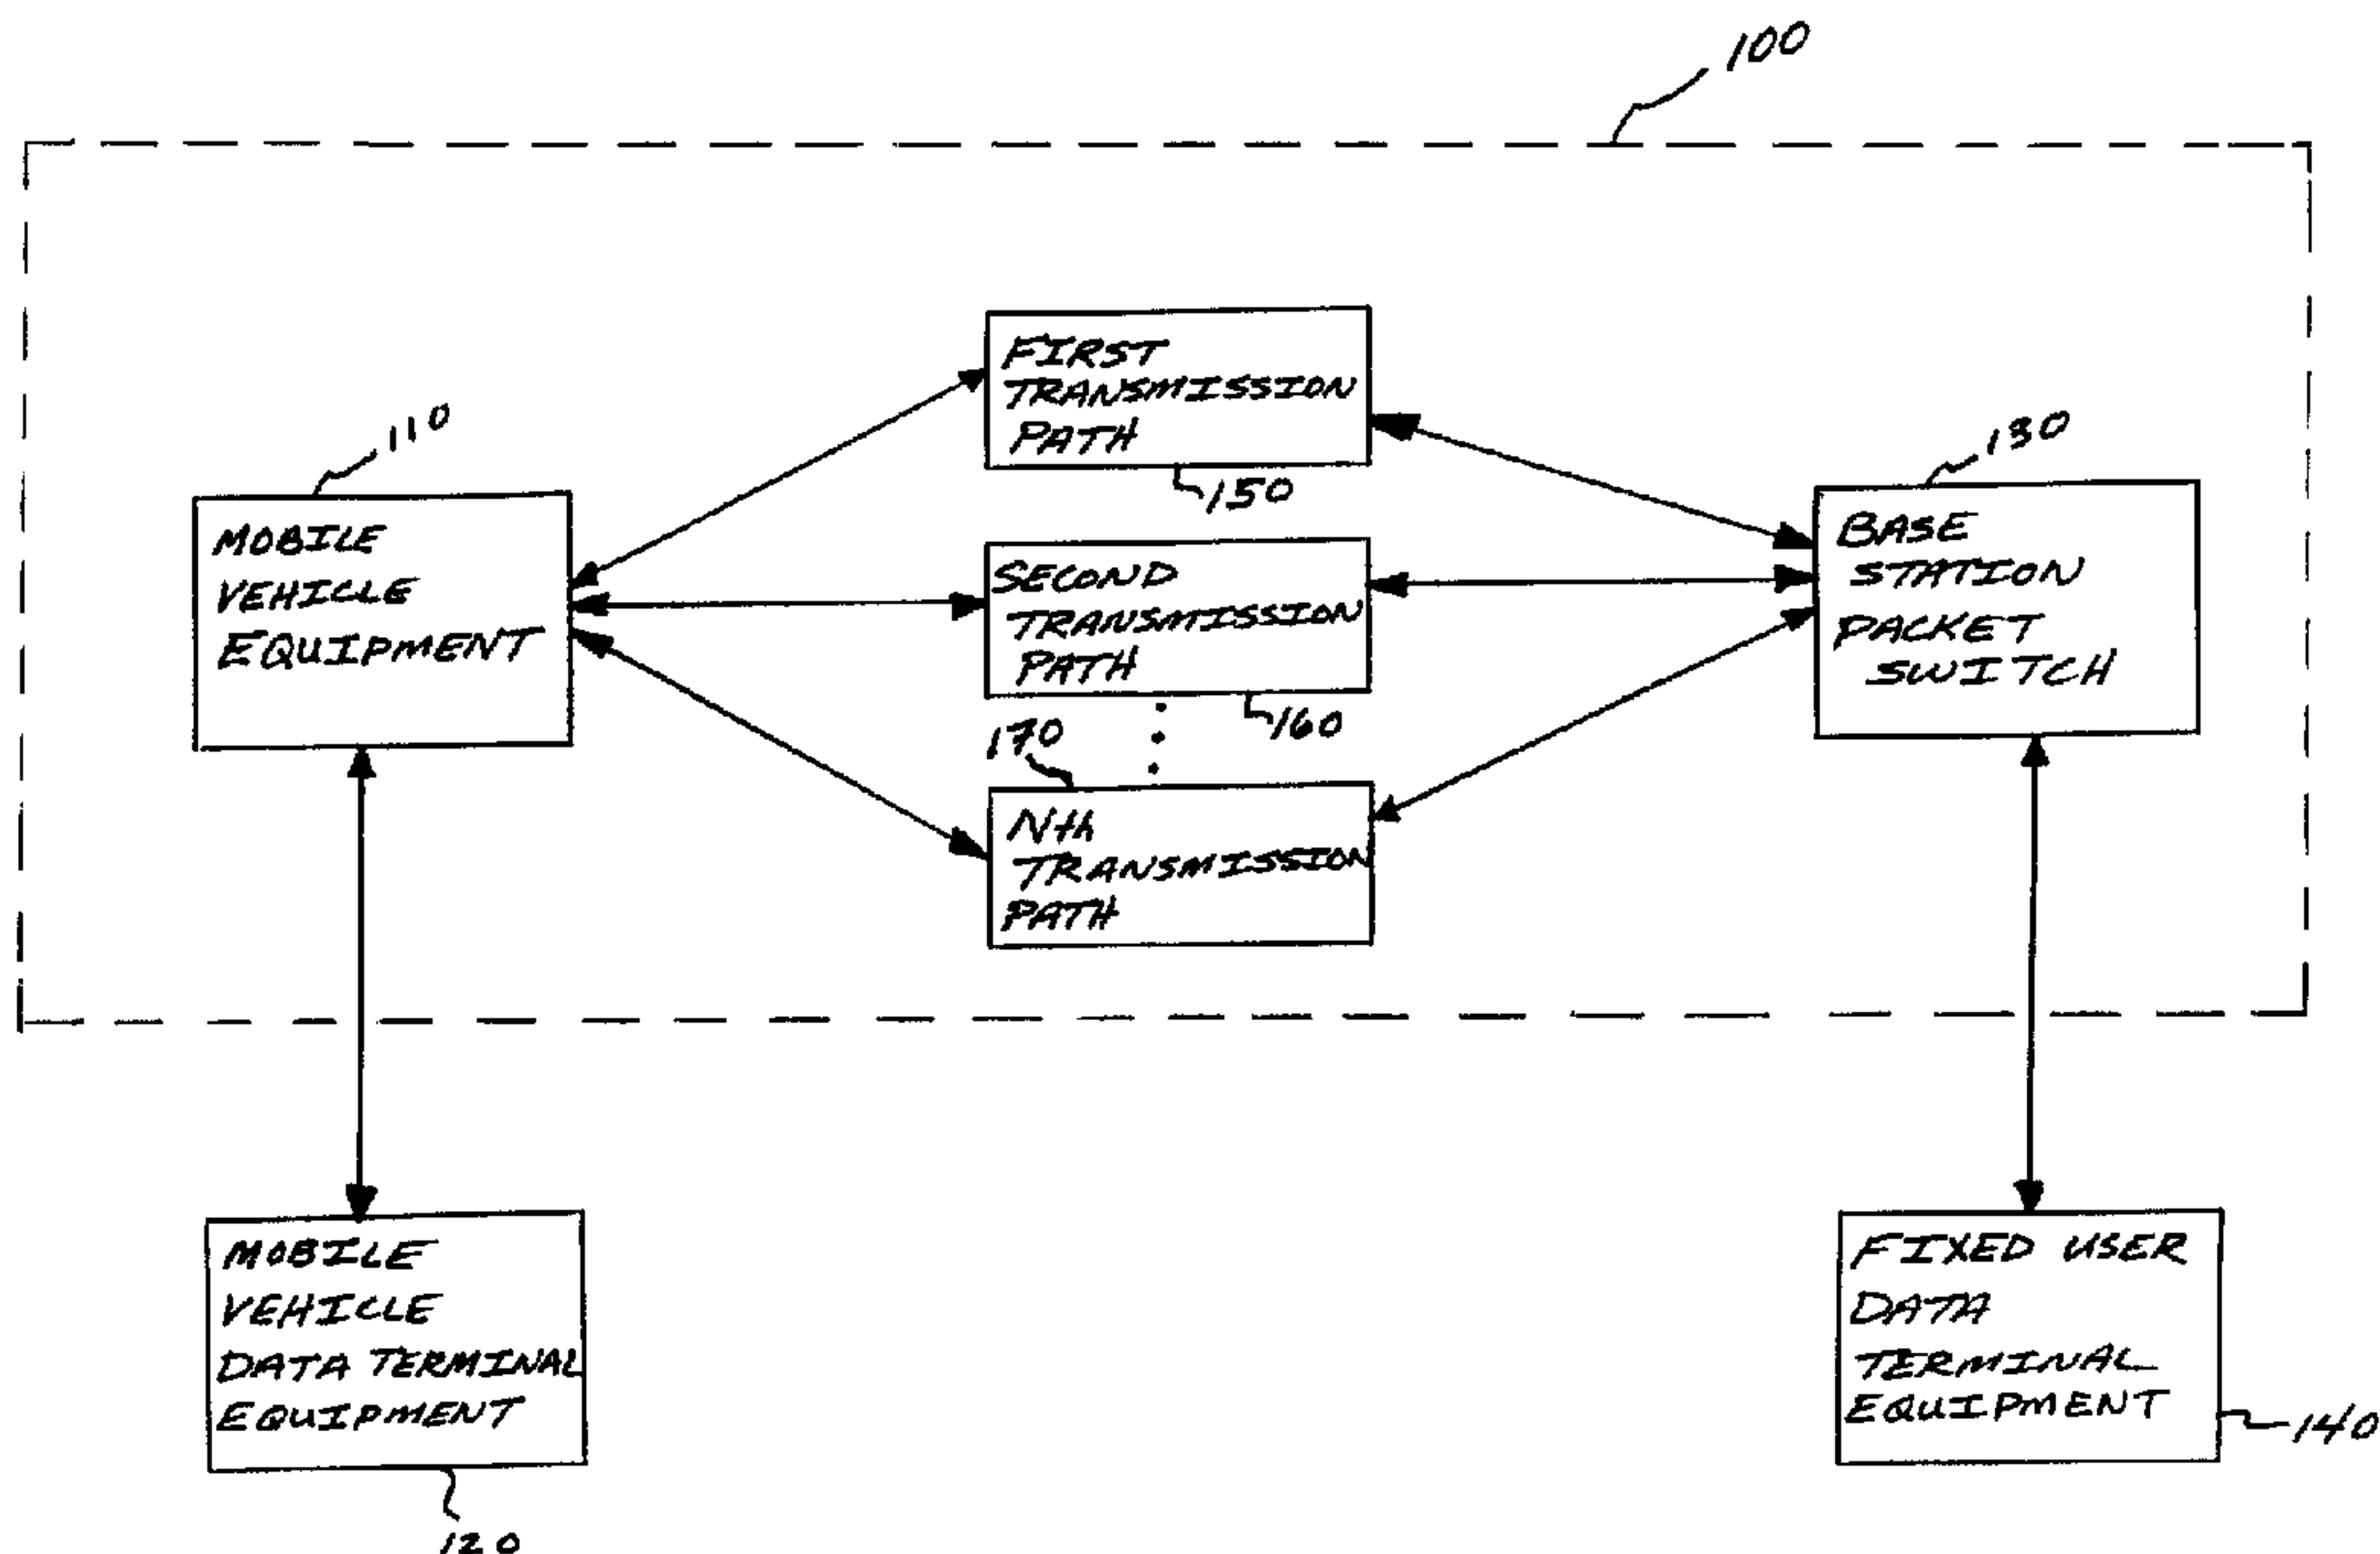 100
110
MOBILE
VEHICLE
EQUIPMENT
FIRST
TRANSMISSION
PATH
150
SECOND
TRANSMISSION
PATH
160
170
Nth
TRANSMISSION
PATH
130
BASE
STATION
PACKET
SWITCH
MOBILE
VEHICLE
DATA TERMINAL
EQUIPMENT
120
FIXED USER
DATA
TERMINAL
EQUIPMENT
140